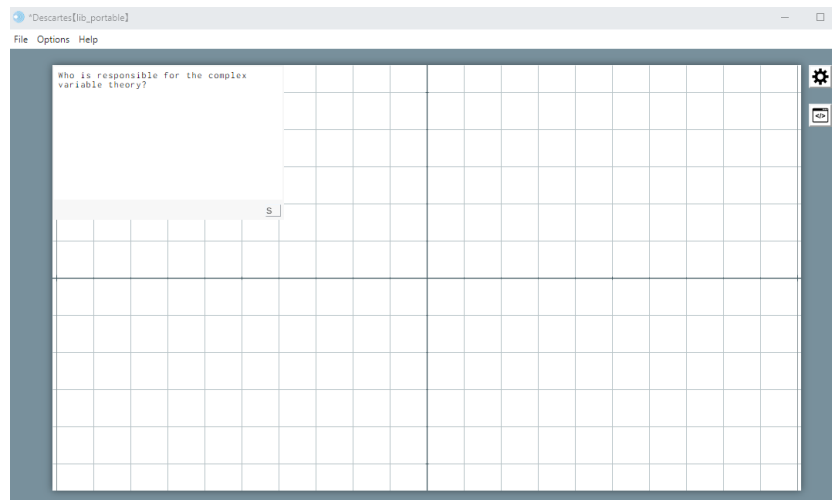 *Descartes【lib_portable】
File Options Help
Who is responsible for the complex
variable theory?
S